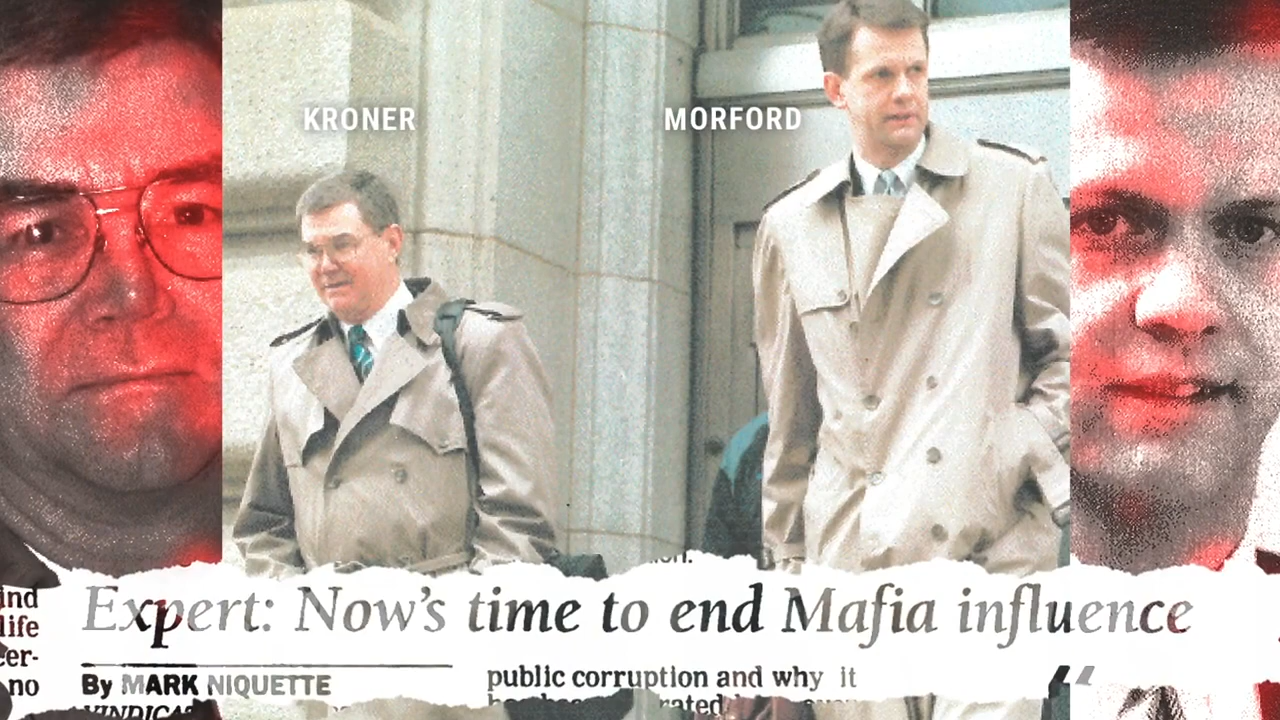 KRONER
MORFORD
Expert: Now's time to end Mafia influence
ind
life
er-
no
By MARK NIQUETTE
public corruption and why it